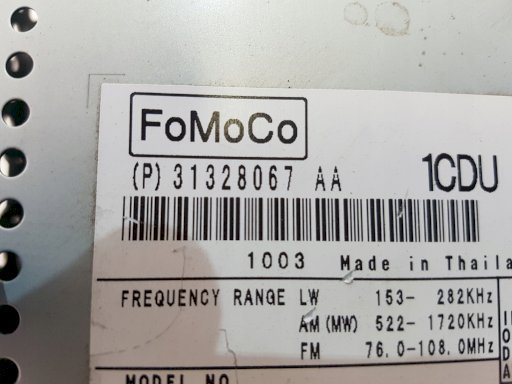 FoMoCo
(P) 31328067 AA 1CDU
1003 Made in Thaila
FREQUENCY RANGE LW 153- 282KHz
AM (MW) 522- 1720KHz
FM 76.0-108.0MHz
MODEL NO